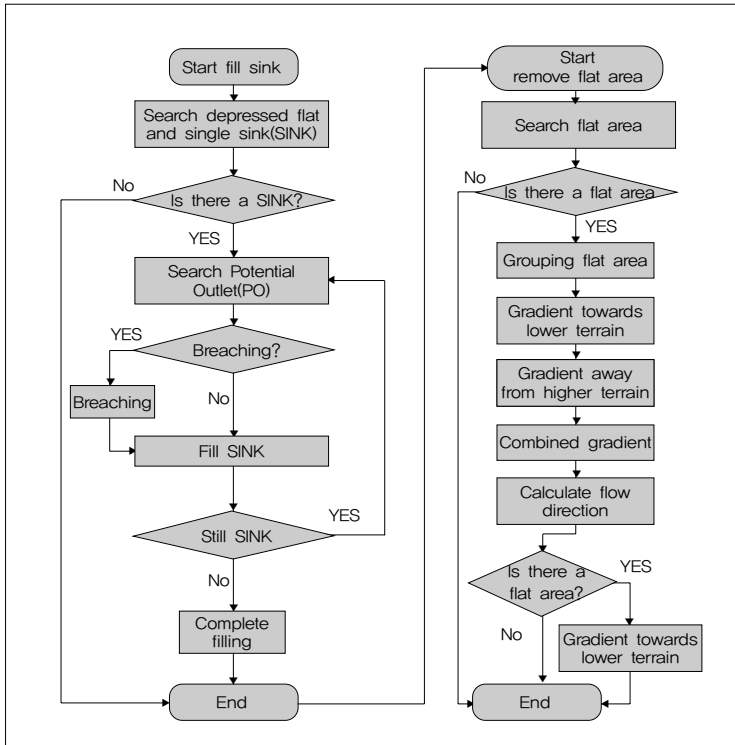 Start fill sink
Search depressed flat
and single sink(SINK)
No
Is there a SINK?
YES
Search Potential
Outlet(PO)
YES
Breaching?
Breaching
No
Fill SINK
Still SINK
YES
No
Complete
filling
End
Start
remove flat area
Search flat area
No
Is there a flat area
YES
Grouping flat area
Gradient towards
lower terrain
Gradient away
from higher terrain
Combined gradient
Calculate flow
direction
Is there a
flat area?
YES
No
Gradient towards
lower terrain
End